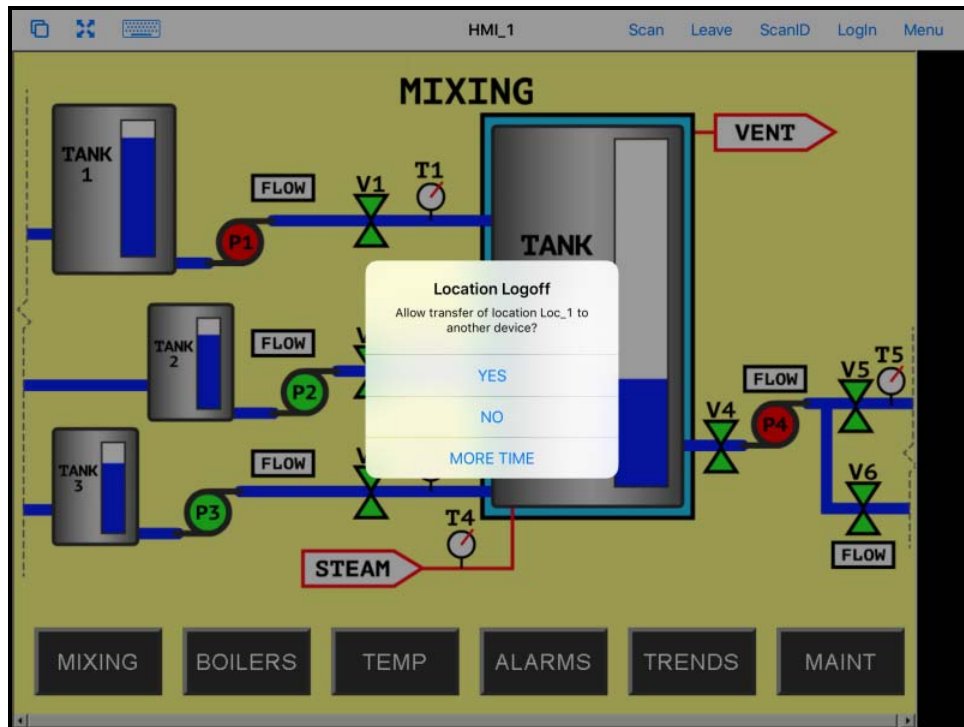 HMI_1
Scan
Leave
ScanID
LogIn
Menu
MIXING
TANK
1
FLOW
V1
T1
P1
VENT
TANK
TANK
2
FLOW
V
P2
Location Logoff
Allow transfer of location Loc_1 to
another device?
YES
NO
MORE TIME
TANK
3
FLOW
V
P3
V4
P4
FLOW
V5
T5
V6
FLOW
T4
STEAM
MIXING
BOILERS
TEMP
ALARMS
TRENDS
MAINT